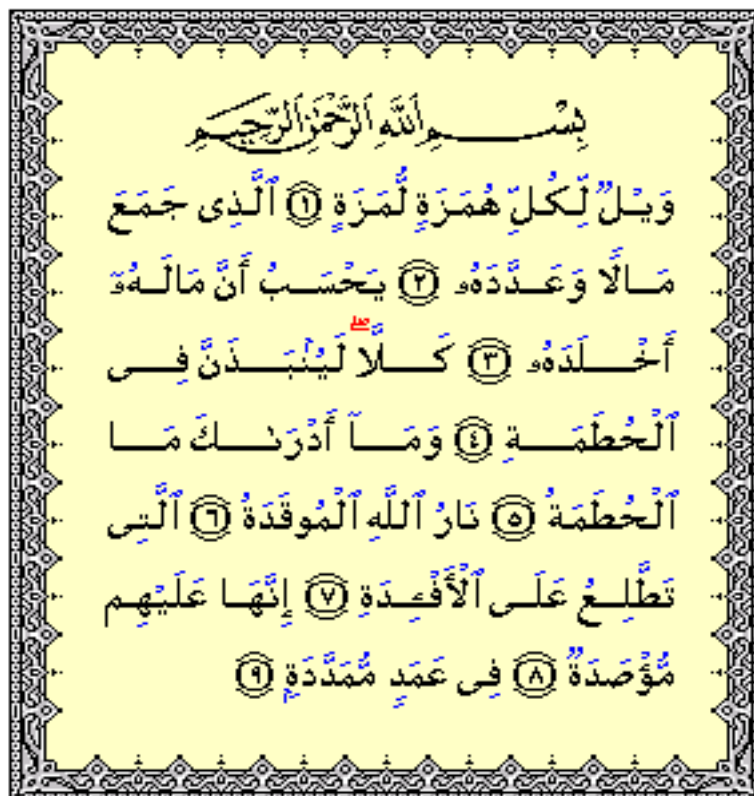 بِسْمِ ٱللَّهِ ٱلرَّحْمَٰنِ ٱلرَّحِيمِ
وَيْلٌ لِّكُلِّ هُمَزَةٍ لُّمَزَةٍ ۝١ ٱلَّذِى جَمَعَ
مَالًا وَعَدَّدَهُۥ ۝٢ يَحْسَبُ أَنَّ مَالَهُۥٓ
أَخْلَدَهُۥ ۝٣ كَلَّا ۖ لَيُنۢبَذَنَّ فِى
ٱلْحُطَمَةِ ۝٤ وَمَآ أَدْرَىٰكَ مَا
ٱلْحُطَمَةُ ۝٥ نَارُ ٱللَّهِ ٱلْمُوقَدَةُ ۝٦ ٱلَّتِى
تَطَّلِعُ عَلَى ٱلْأَفْـِٔدَةِ ۝٧ إِنَّهَا عَلَيْهِم
مُّؤْصَدَةٌ ۝٨ فِى عَمَدٍ مُّمَدَّدَةٍۭ ۝٩